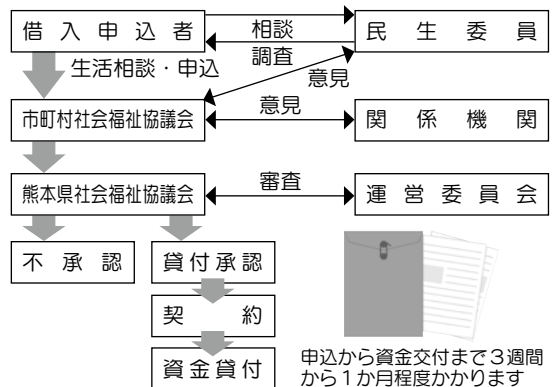 借入申込者
相談
民生委員
調査
生活相談・申込
意見
市町村社会福祉協議会
意見
関係機関
熊本県社会福祉協議会
審査
運営委員会
不承認
貸付承認
契約
資金貸付
申込から資金交付まで3週間
から1か月程度かかります